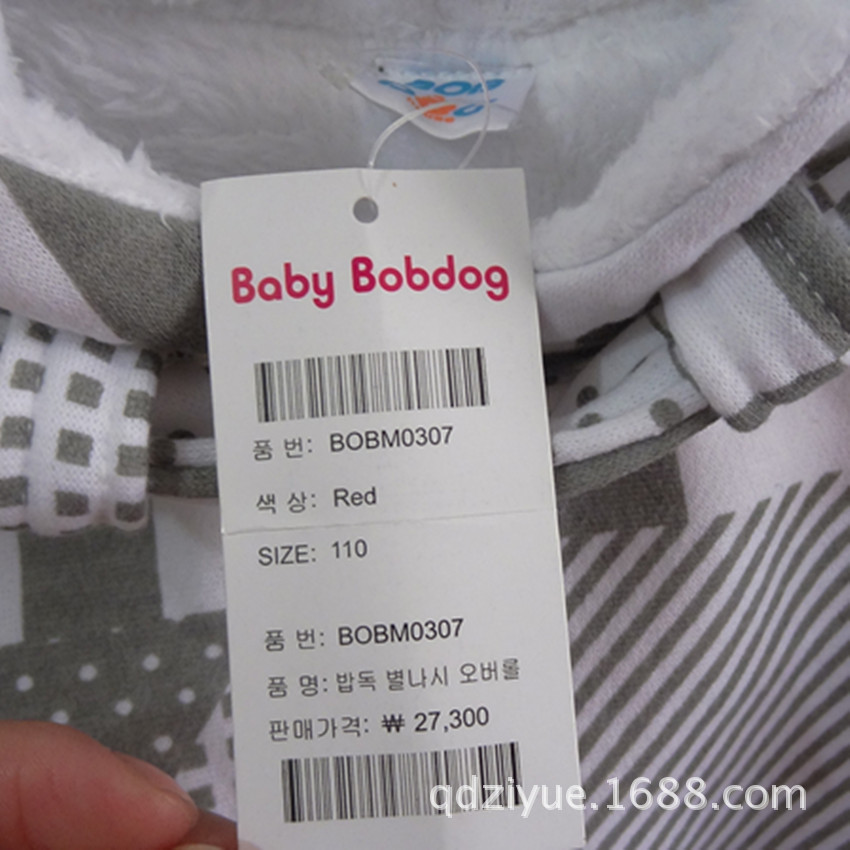 BOB
Baby Bobdog
품 번: BOBM0307
색 상: Red
SIZE: 110
품 번: BOBM0307
품 명: 밥독 별나시 오버롤
판매가격: ₩ 27,300
qdziyue.1688.com